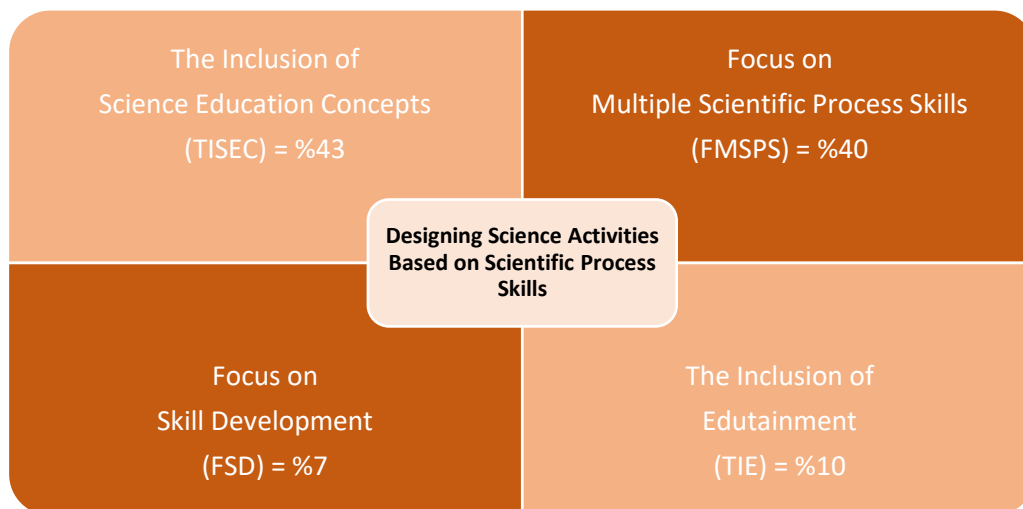 The Inclusion of
Science Education Concepts
(TISEC) = %43
Focus on
Multiple Scientific Process Skills
(FMSPS) = %40
Designing Science Activities
Based on Scientific Process
Skills
Focus on
Skill Development
(FSD) = %7
The Inclusion of
Edutainment
(TIE) = %10